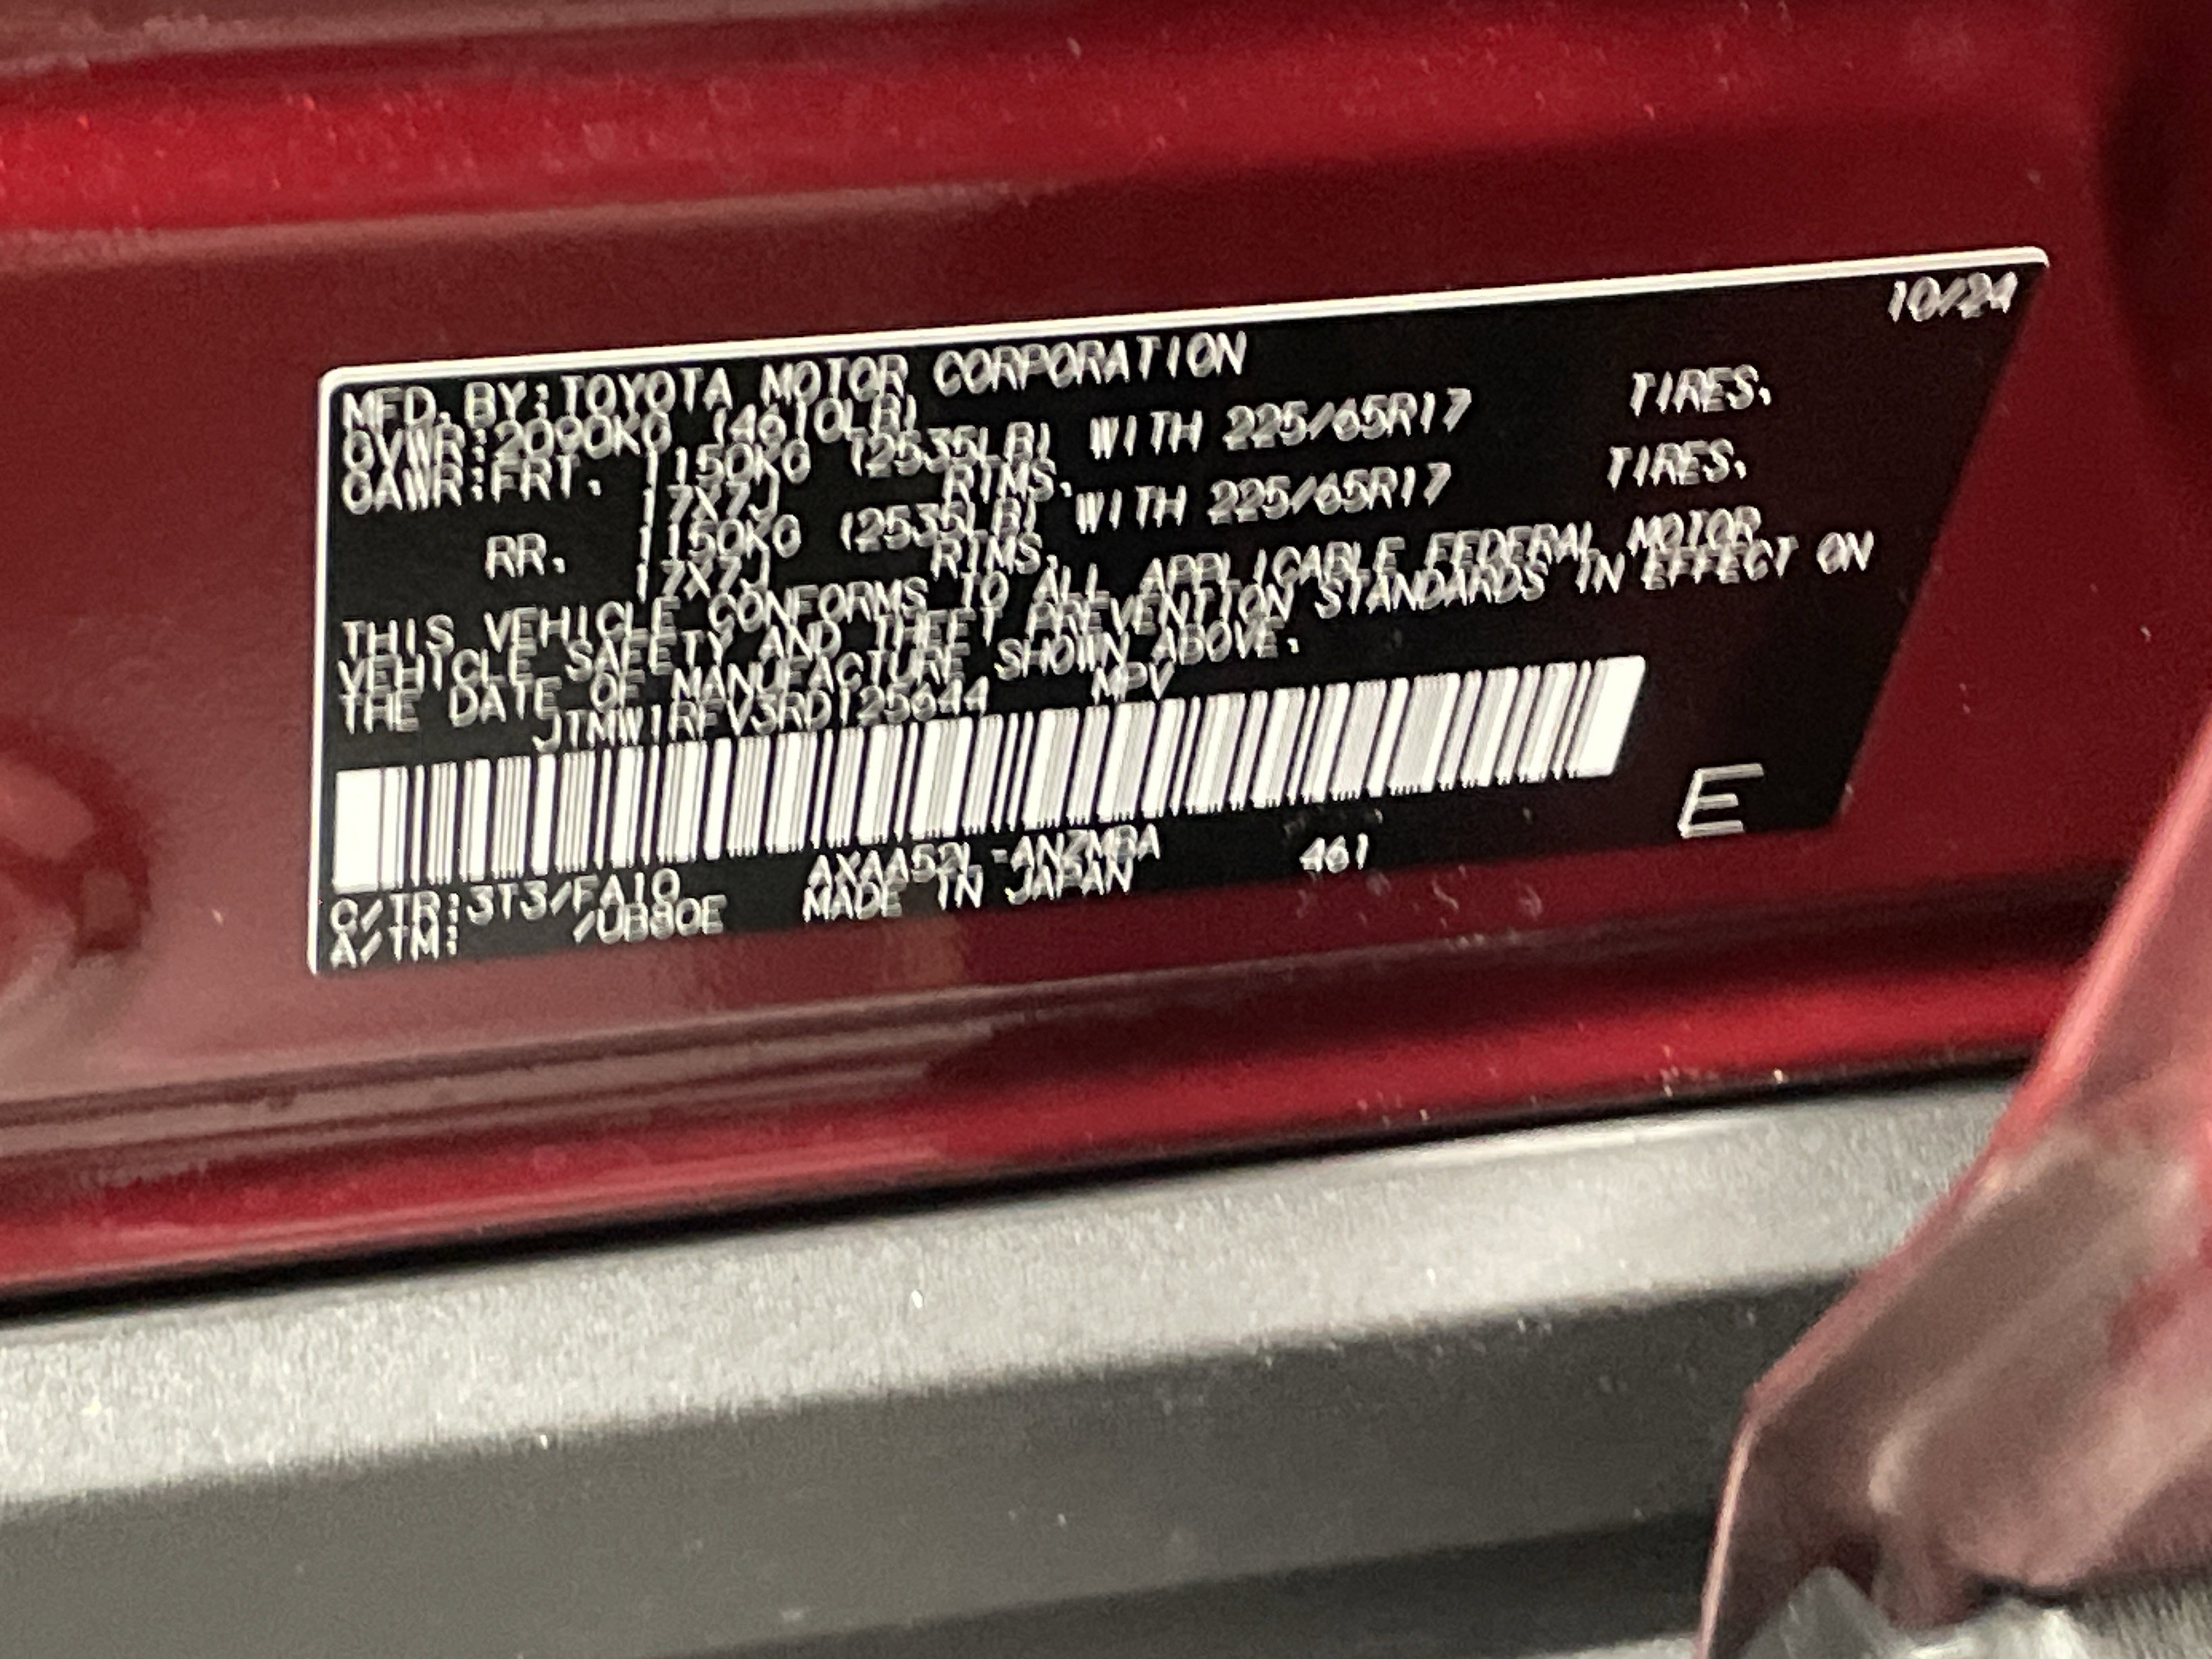 10/24
MFD. BY:TOYOTA MOTOR CORPORATION
GVWR:2090KG (4610LB)
GAWR:FRT. 1150KG (2535LB) WITH 225/65R17 TIRES,
17X7J RIMS,
RR. 1150KG (2535LB) WITH 225/65R17 TIRES,
17X7J RIMS.
THIS VEHICLE CONFORMS TO ALL APPLICABLE FEDERAL MOTOR
VEHICLE SAFETY AND THEFT PREVENTION STANDARDS IN EFFECT ON
THE DATE OF MANUFACTURE SHOWN ABOVE.
MPV
C/TR:3T3/FA10 461
A/TM: /UB80E MADE IN JAPAN
E